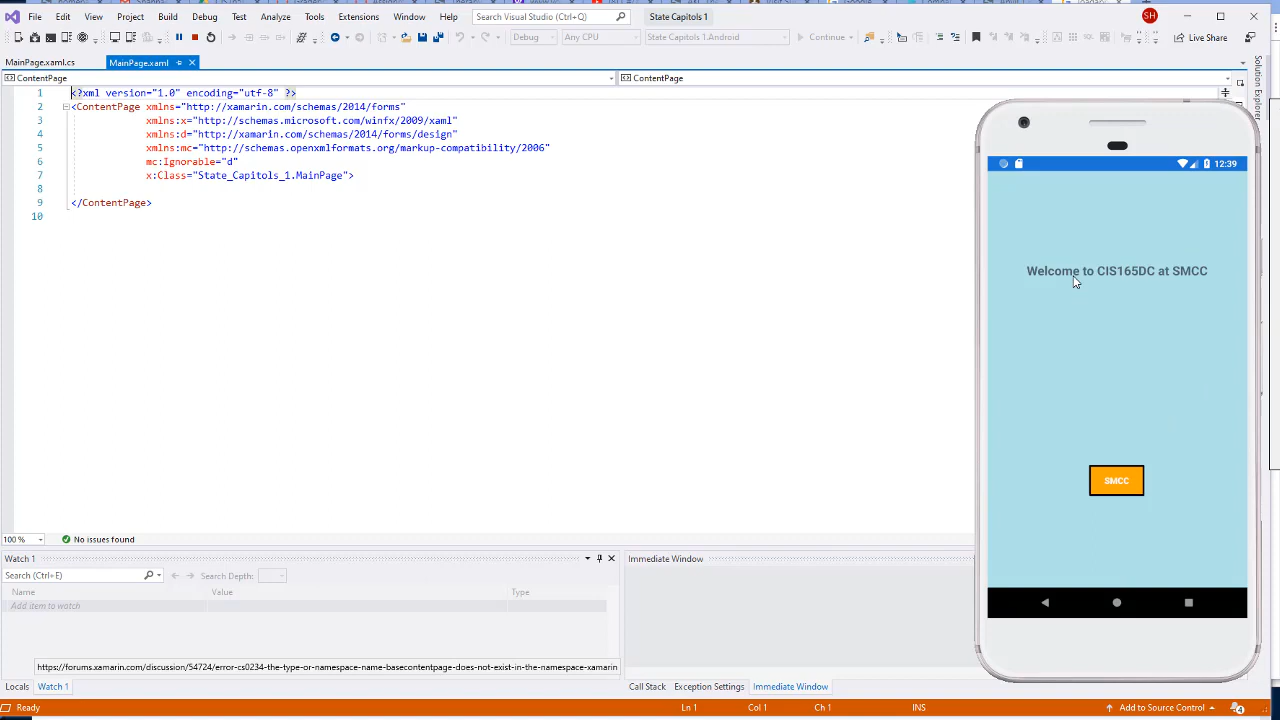 File Edit View Project Build Debug Test Analyze Tools Extensions Window Help Search Visual Studio (Ctrl+Q) State Capitols 1 SH
Debug Any CPU State Capitols 1.Android Continue Live Share
MainPage.xaml.cs MainPage.xaml
ContentPage ContentPage
1 <?xml version="1.0" encoding="utf-8" ?>
2 <ContentPage xmlns="http://xamarin.com/schemas/2014/forms"
3 xmlns:x="http://schemas.microsoft.com/winfx/2009/xaml"
4 xmlns:d="http://xamarin.com/schemas/2014/forms/design"
5 xmlns:mc="http://schemas.openxmlformats.org/markup-compatibility/2006"
6 mc:Ignorable="d"
7 x:Class="State_Capitols_1.MainPage">
8
9 </ContentPage>
10
Solution Explorer
12:39
Welcome to CIS165DC at SMCC
SMCC
100 % No issues found
Watch 1 Immediate Window
Search (Ctrl+E) Search Depth:
Name Value Type
Add item to watch
https://forums.xamarin.com/discussion/54724/error-cs0234-the-type-or-namespace-name-basecontentpage-does-not-exist-in-the-namespace-xamarin
Locals Watch 1 Call Stack Exception Settings Immediate Window
Ready Ln 1 Col 1 Ch 1 INS Add to Source Control 4